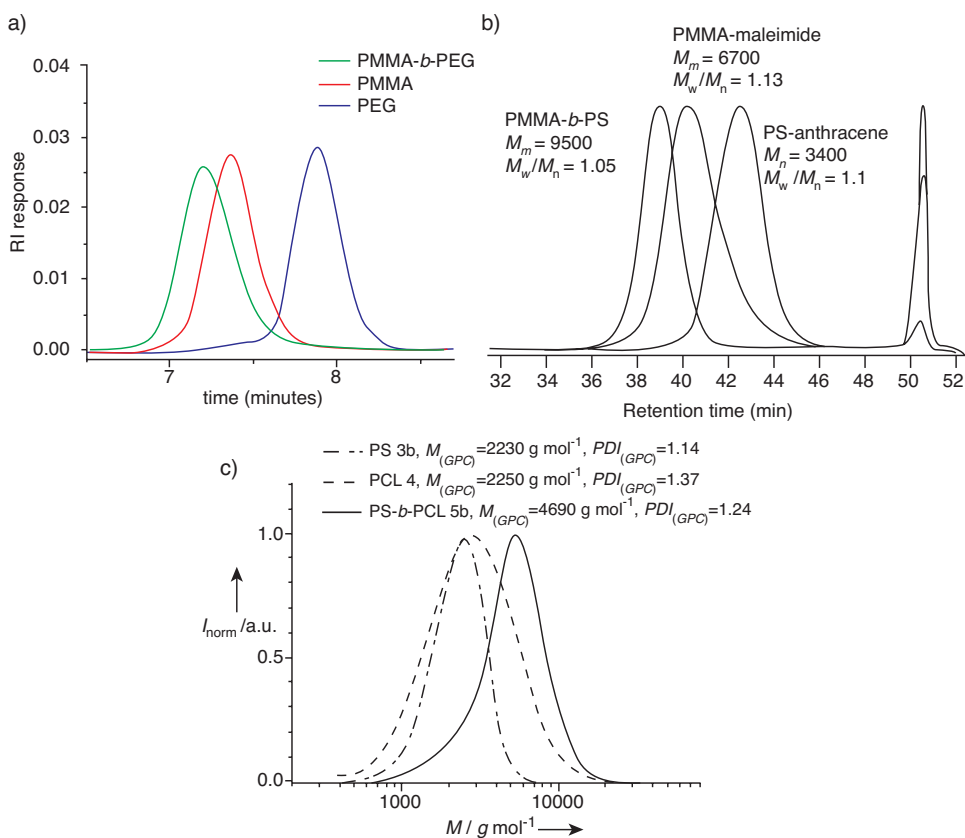 a)
PMMA-b-PEG
PMMA
PEG
0.04
0.03
0.02
0.01
0.00
RI response
7
8
time (minutes)
b)
PMMA-maleimide
Mm = 6700
Mw/Mn = 1.13
PMMA-b-PS
Mm = 9500
Mw/Mn = 1.05
PS-anthracene
Mn = 3400
Mw /Mn = 1.1
32 34 36 38 40 42 44 46 48 50 52
Retention time (min)
c)
PS 3b, M(GPC)=2230 g mol-1, PDI(GPC)=1.14
PCL 4, M(GPC)=2250 g mol-1, PDI(GPC)=1.37
PS-b-PCL 5b, M(GPC)=4690 g mol-1, PDI(GPC)=1.24
1.0
Inorm /a.u.
0.5
0.0
1000
10000
M / g mol-1